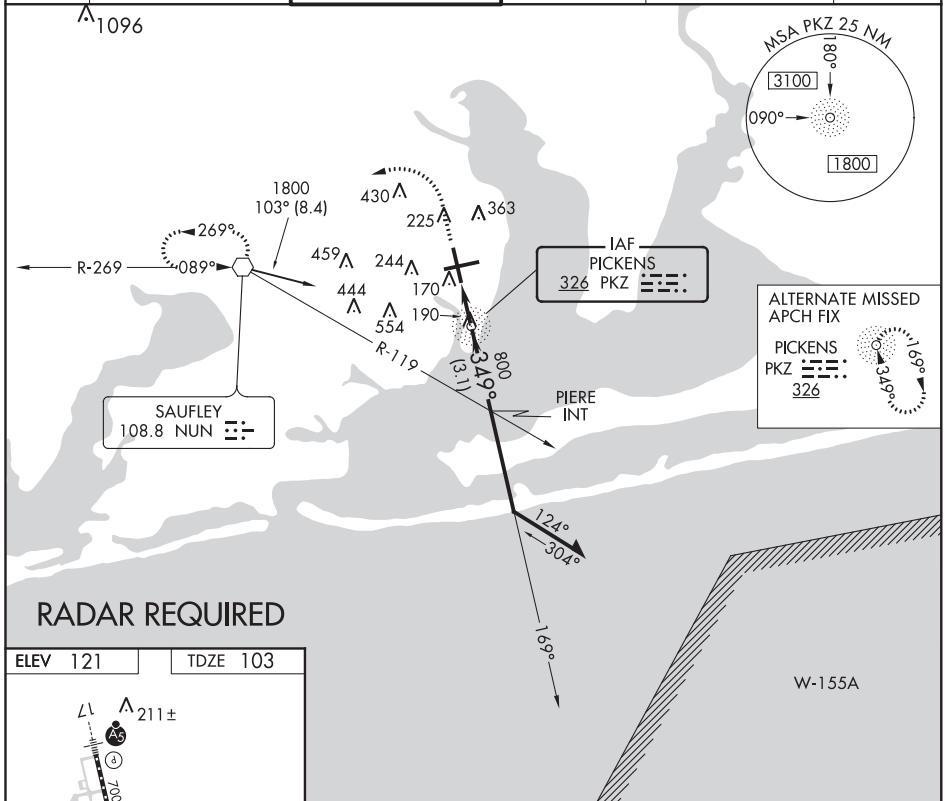 1096
MSA PKZ 25 NM
180°
3100
090°
1800
1800
103° (8.4)
430
225
363
269°
089°
R-269
459
244
444
170
554
190
R-119
IAF
PICKENS
326 PKZ
ALTERNATE MISSED
APCH FIX
PICKENS
PKZ
326
169°
349°
800
349°
(3.1)
PIERE
INT
SAUFLEY
108.8 NUN
124°
304°
169°
RADAR REQUIRED
W-155A
ELEV 121
TDZE 103
17
211±
A5
P